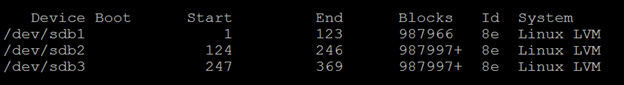 Device Boot Start End Blocks Id System
/dev/sdb1 1 123 987966 8e Linux LVM
/dev/sdb2 124 246 987997+ 8e Linux LVM
/dev/sdb3 247 369 987997+ 8e Linux LVM